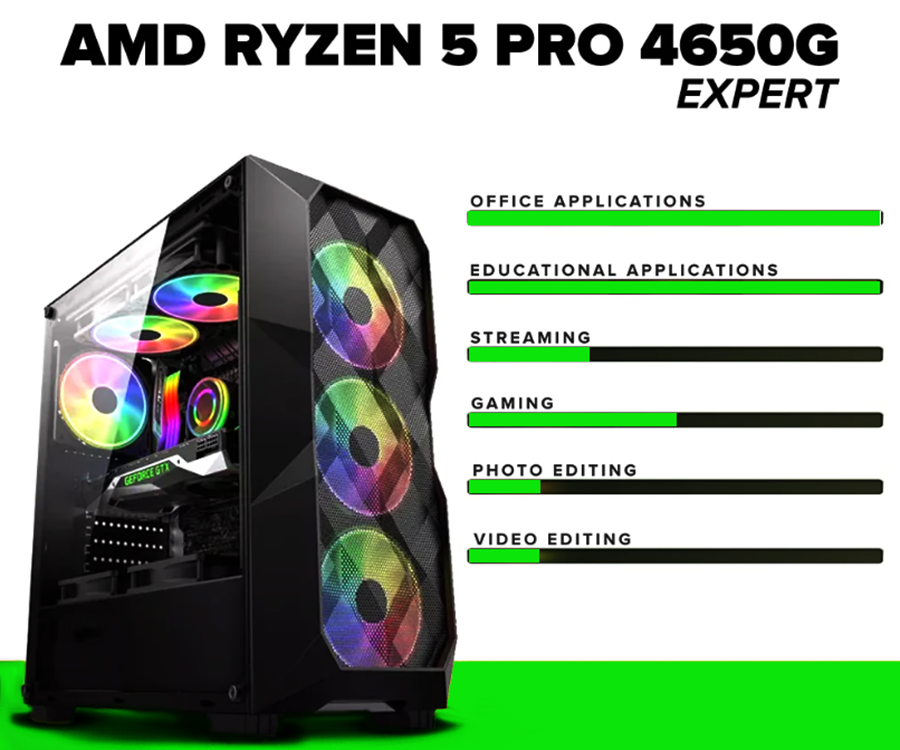 AMD RYZEN 5 PRO 4650G
EXPERT
OFFICE APPLICATIONS
EDUCATIONAL APPLICATIONS
STREAMING
GAMING
GEFORCE GTX
PHOTO EDITING
VIDEO EDITING